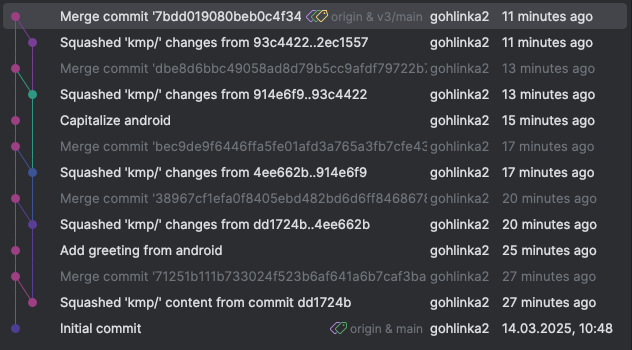 Merge commit '7bdd019080beb0c4f34 origin & v3/main gohlinka2 11 minutes ago
Squashed 'kmp/' changes from 93c4422..2ec1557 gohlinka2 11 minutes ago
Merge commit 'dbe8d6bbc49058ad8d79b5cc9afdf79722b7 gohlinka2 13 minutes ago
Squashed 'kmp/' changes from 914e6f9..93c4422 gohlinka2 13 minutes ago
Capitalize android gohlinka2 15 minutes ago
Merge commit 'bec9de9f6446ffa5fe01afd3a765a3fb7cfe43 gohlinka2 17 minutes ago
Squashed 'kmp/' changes from 4ee662b..914e6f9 gohlinka2 17 minutes ago
Merge commit '38967cf1efa0f8405ebd482bd6d6ff8468678 gohlinka2 20 minutes ago
Squashed 'kmp/' changes from dd1724b..4ee662b gohlinka2 20 minutes ago
Add greeting from android gohlinka2 25 minutes ago
Merge commit '71251b111b733024f523b6af641a6b7caf3ba gohlinka2 27 minutes ago
Squashed 'kmp/' content from commit dd1724b gohlinka2 27 minutes ago
Initial commit origin & main gohlinka2 14.03.2025, 10:48